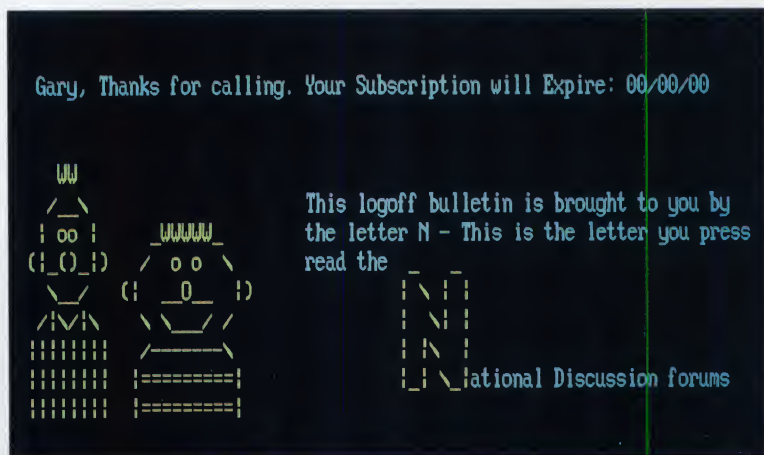 Gary, Thanks for calling. Your Subscription will Expire: 00/00/00
This logoff bulletin is brought to you by
the letter N - This is the letter you press
read the
National Discussion forums